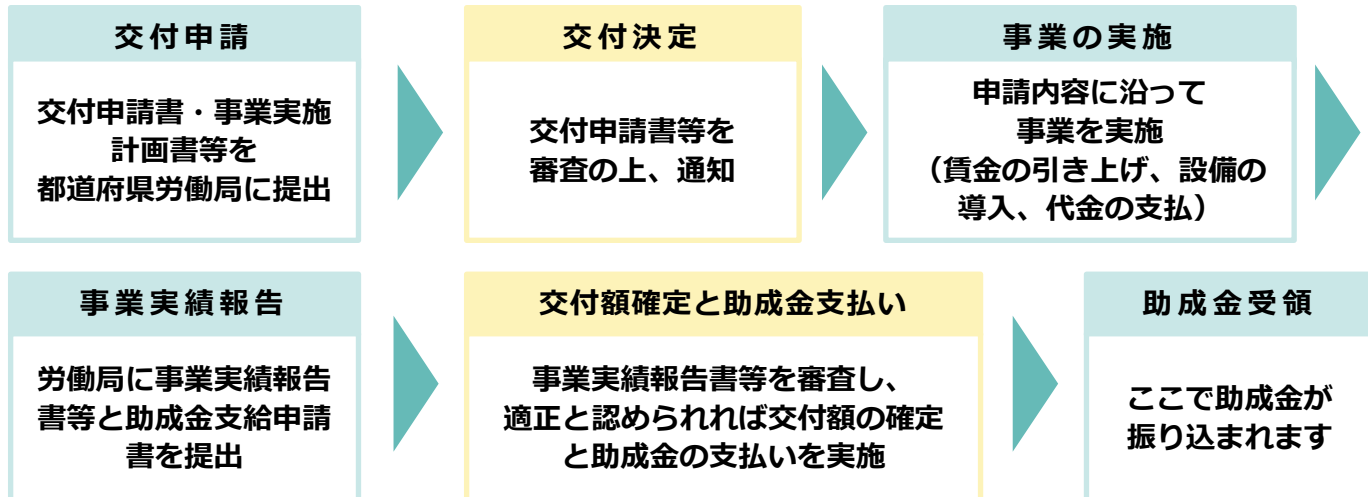 交付申請
交付申請書・事業実施
計画書等を
都道府県労働局に提出
交付決定
交付申請書等を
審査の上、通知
事業の実施
申請内容に沿って
事業を実施
（賃金の引き上げ、設備の
導入、代金の支払）
事業実績報告
労働局に事業実績報告
書等と助成金支給申請
書を提出
交付額確定と助成金支払い
事業実績報告書等を審査し、
適正と認められれば交付額の確定
と助成金の支払いを実施
助成金受領
ここで助成金が
振り込まれます